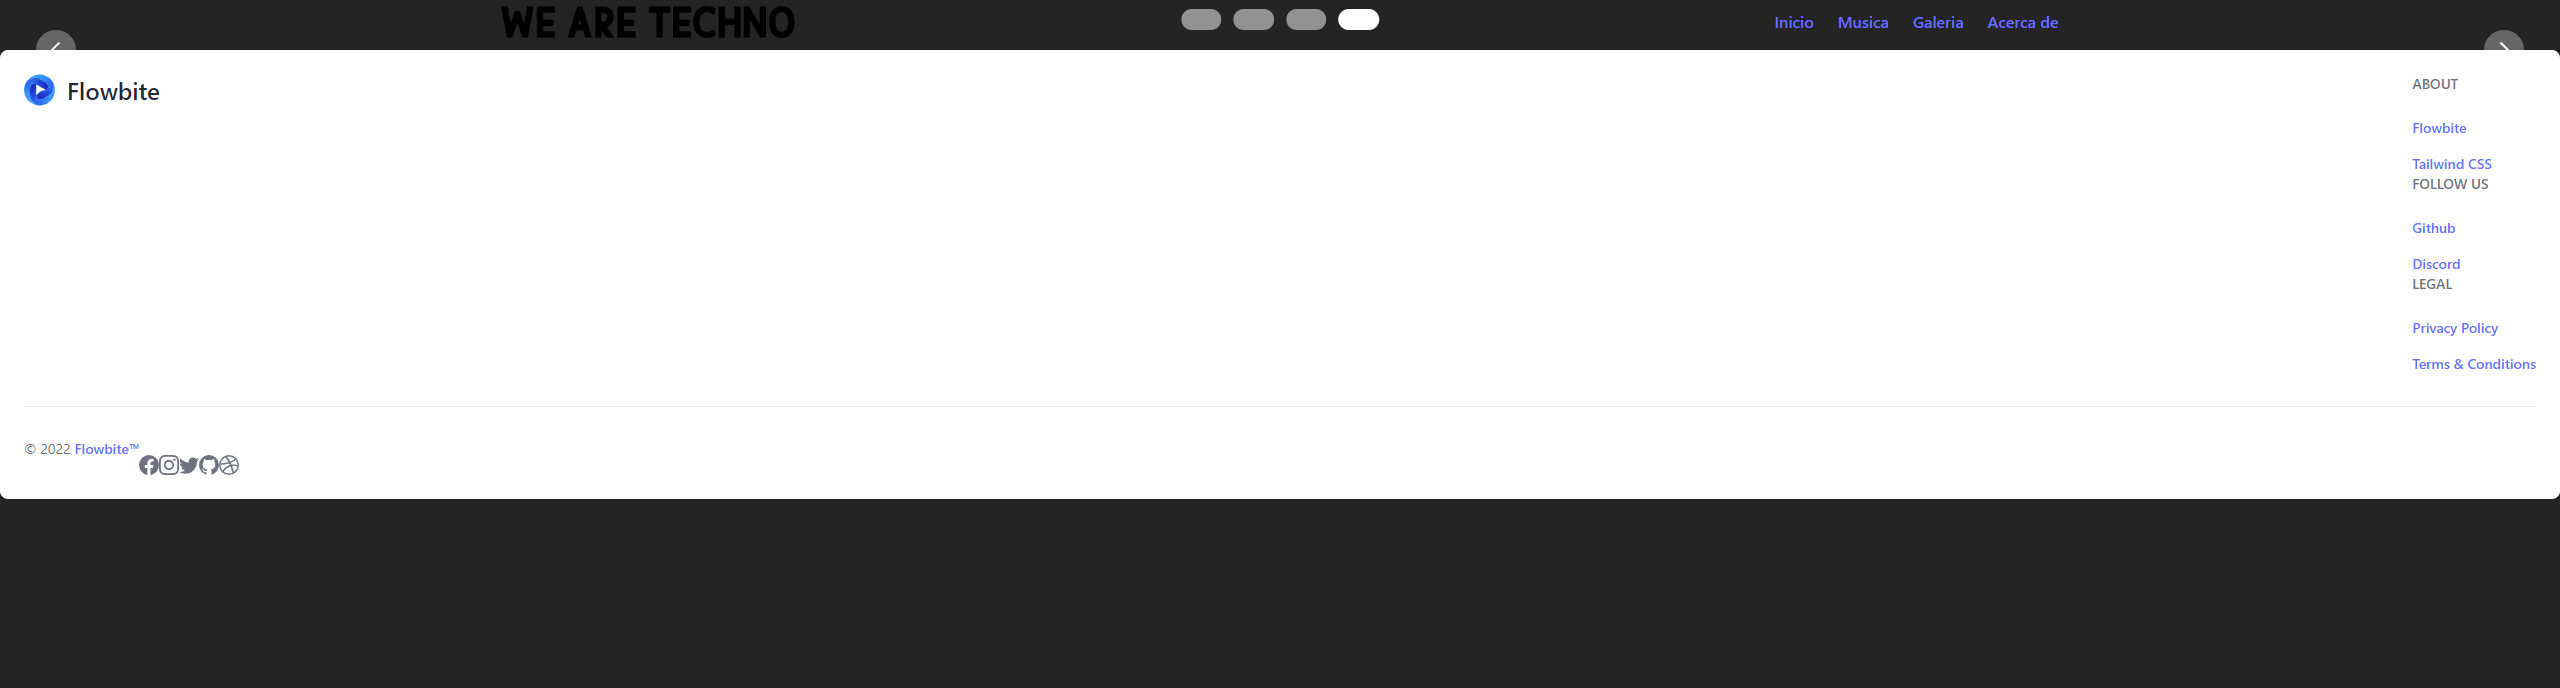 WE ARE TECHNO
Inicio Musica Galeria Acerca de
Flowbite
ABOUT
Flowbite
Tailwind CSS
FOLLOW US
Github
Discord
LEGAL
Privacy Policy
Terms & Conditions
© 2022 Flowbite™